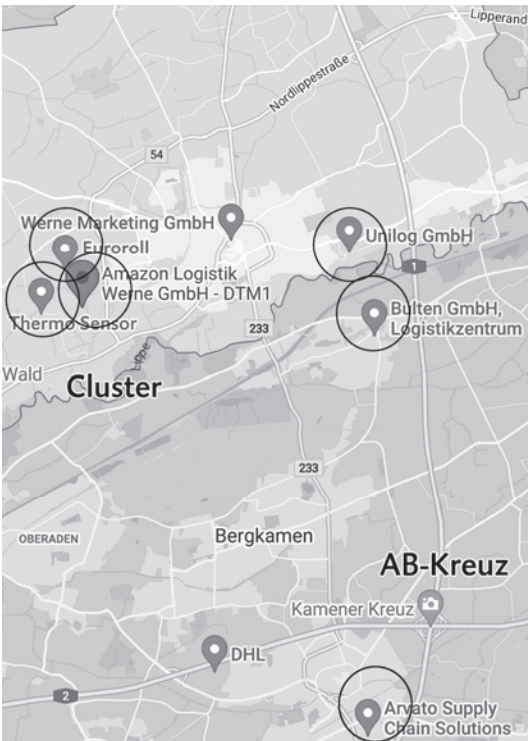 Lipperand
Nordlippestraße
54
Werne Marketing GmbH
Euroroll
Unilog GmbH
Amazon Logistik
Werne GmbH - DTM1
1
Thermo Sensor
Bulten GmbH,
Logistikzentrum
233
Lippe
Wald
Cluster
233
OBERADEN
Bergkamen
AB-Kreuz
Kamener Kreuz
DHL
2
Arvato Supply
Chain Solutions